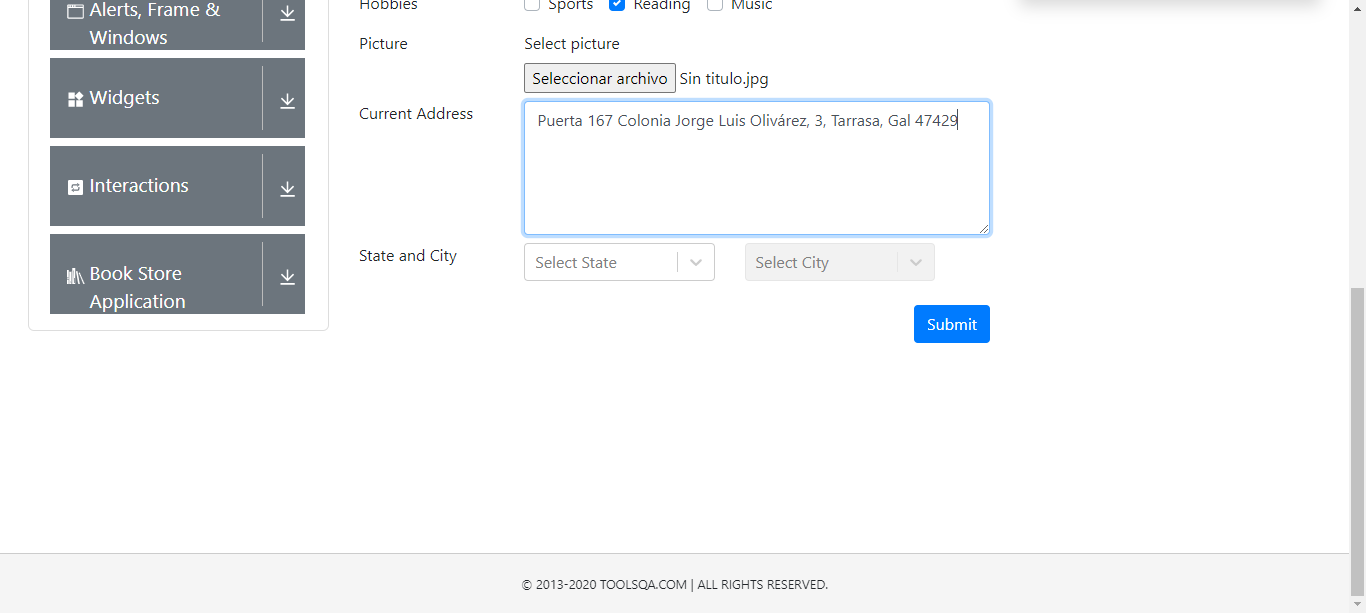 Alerts, Frame &
Windows
Widgets
Interactions
Book Store
Application
Hobbies
Sports Reading Music
Picture
Select picture
Seleccionar archivo Sin titulo.jpg
Current Address
Puerta 167 Colonia Jorge Luis Olivárez, 3, Tarrasa, Gal 47429
State and City
Select State Select City
Submit
© 2013-2020 TOOLSQA.COM | ALL RIGHTS RESERVED.